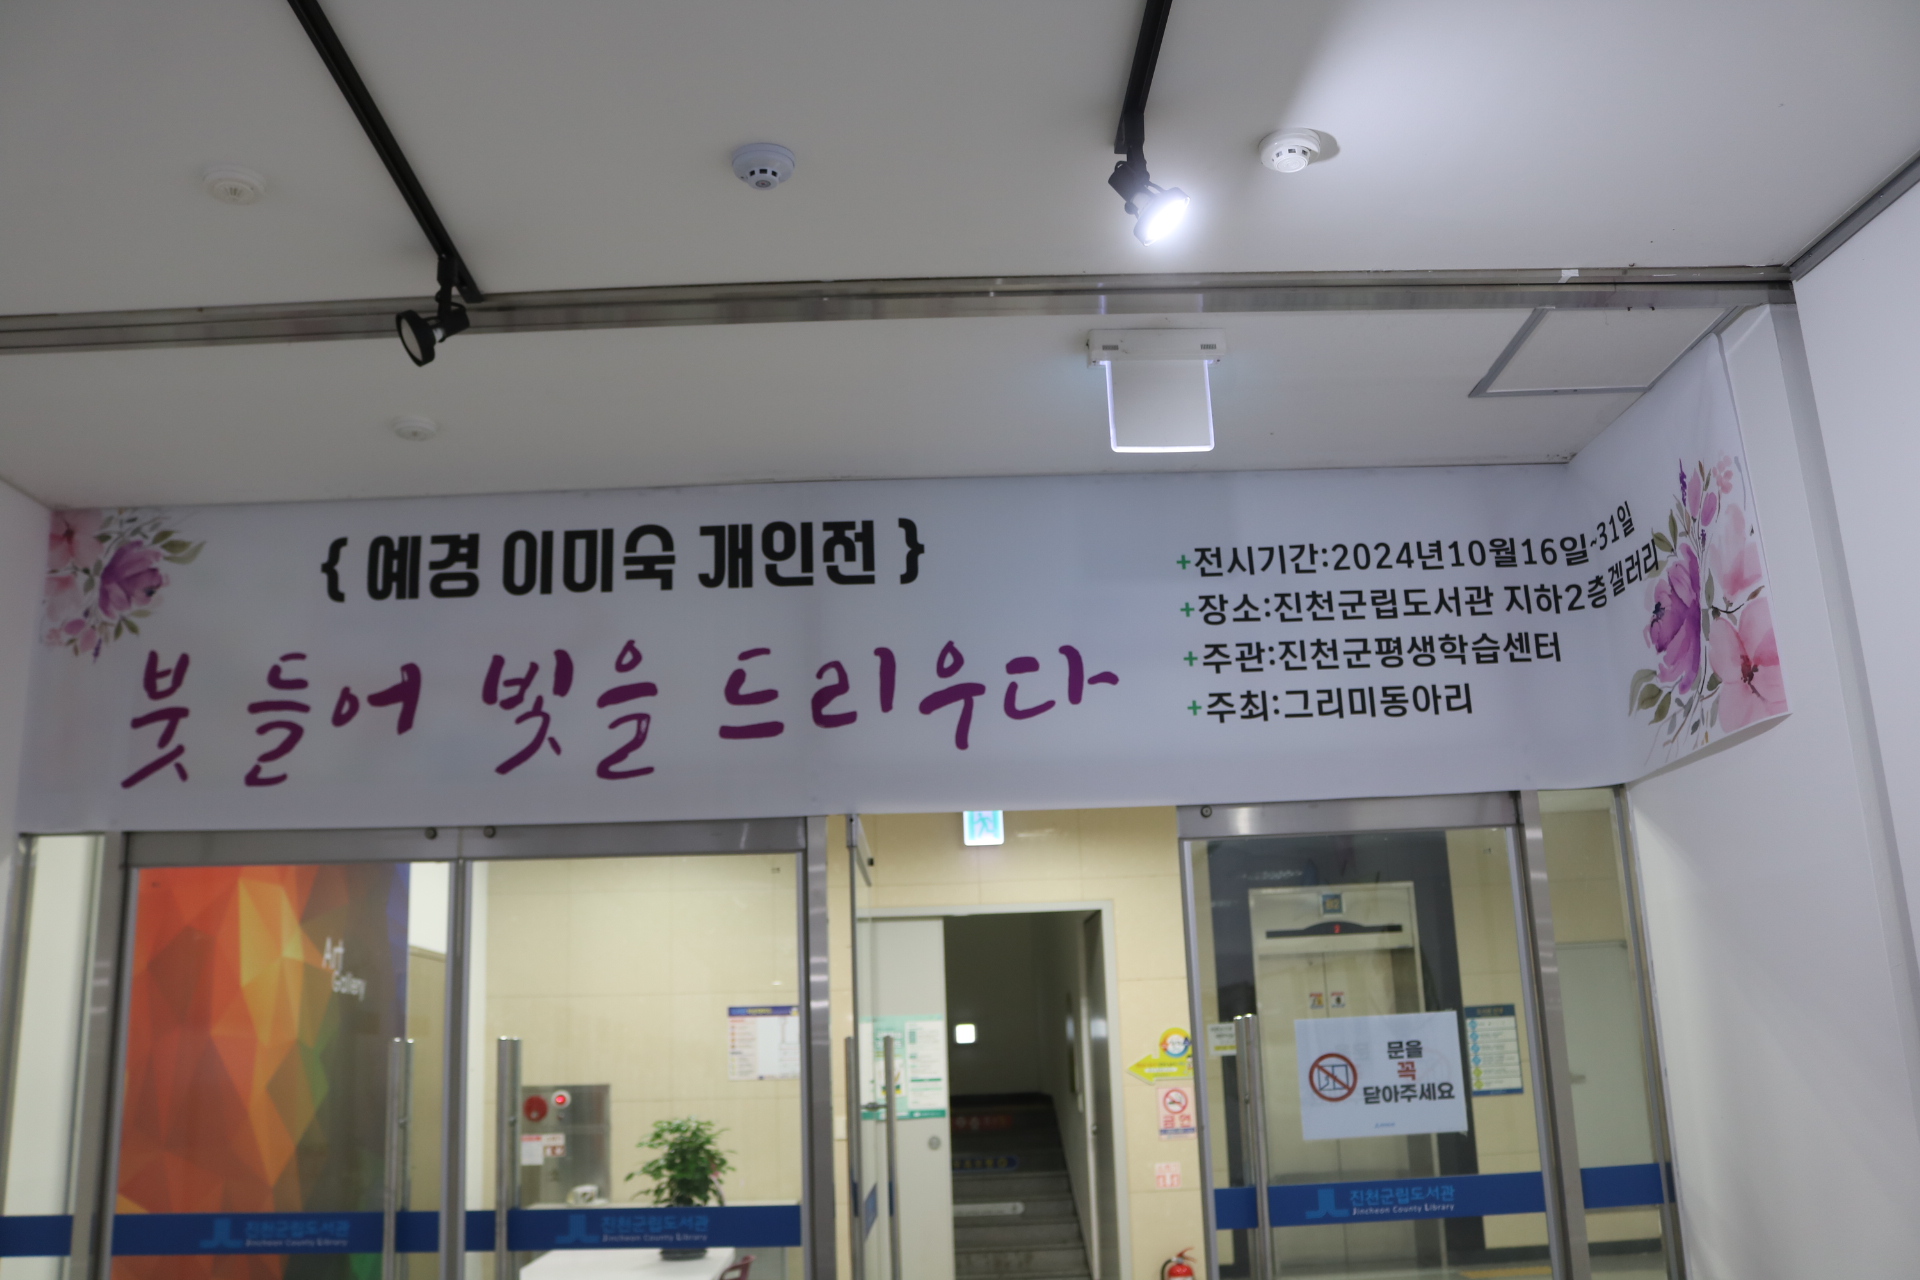 { 예경 이미숙 개인전 }
붓 들어 빛을 드리우다
+전시기간:2024년10월16일~31일
+장소:진천군립도서관 지하2층겔러리
+주관:진천군평생학습센터
+주최:그리미동아리
Art
Gallery
문을
꼭
닫아주세요
금연
진천군립도서관
Jincheon County Library
진천군립도서관
Jincheon County Library
진천군립도서관
Jincheon County Library